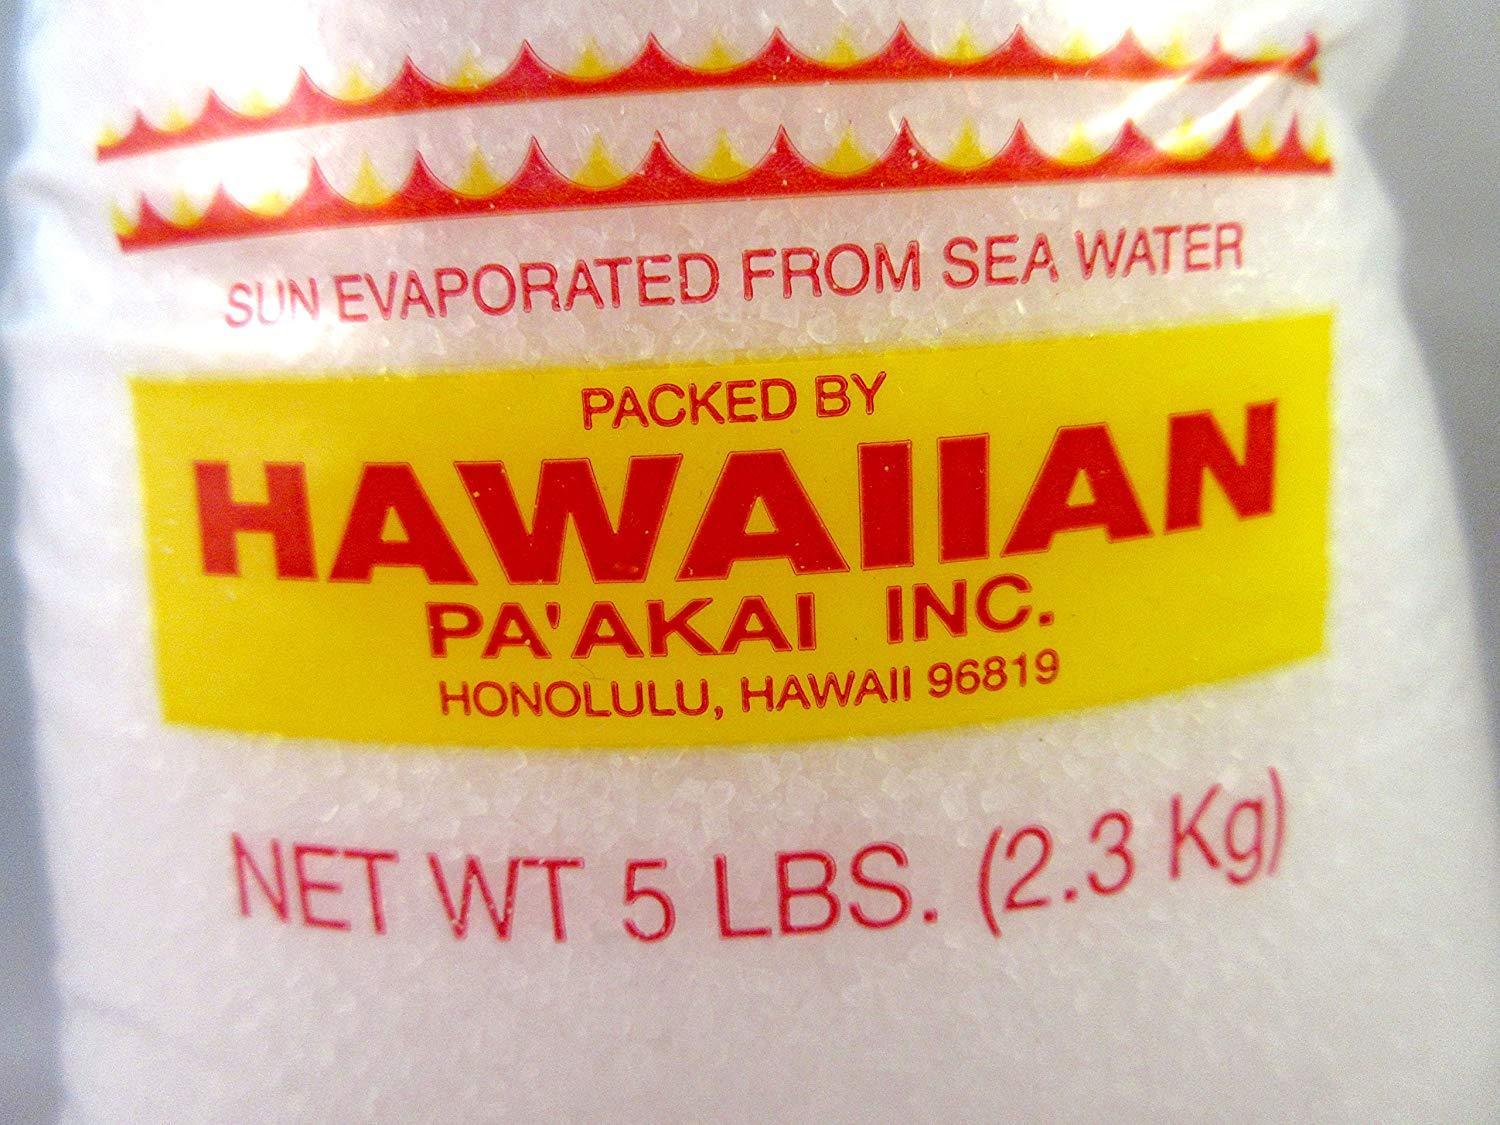 SUN EVAPORATED FROM SEA WATER
PACKED BY
HAWAIIAN
PA'AKAI INC.
HONOLULU, HAWAII 96819
NET WT 5 LBS. (2.3 Kg)